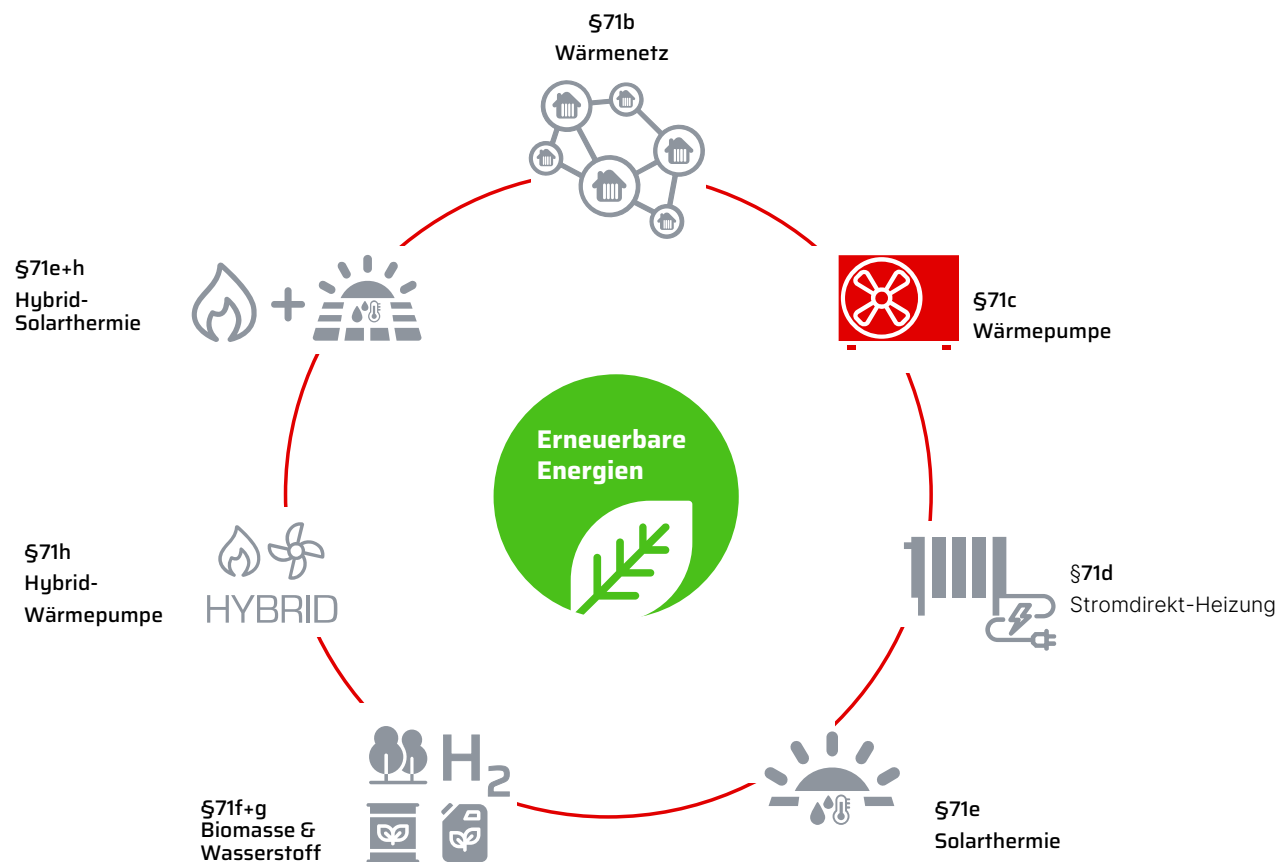 §71b
Wärmenetz
§71c
Wärmepumpe
§71d
Stromdirekt-Heizung
§71e
Solarthermie
H2
§71f+g
Biomasse &
Wasserstoff
§71h
Hybrid-
Wärmepumpe
HYBRID
§71e+h
Hybrid-
Solarthermie
Erneuerbare
Energien